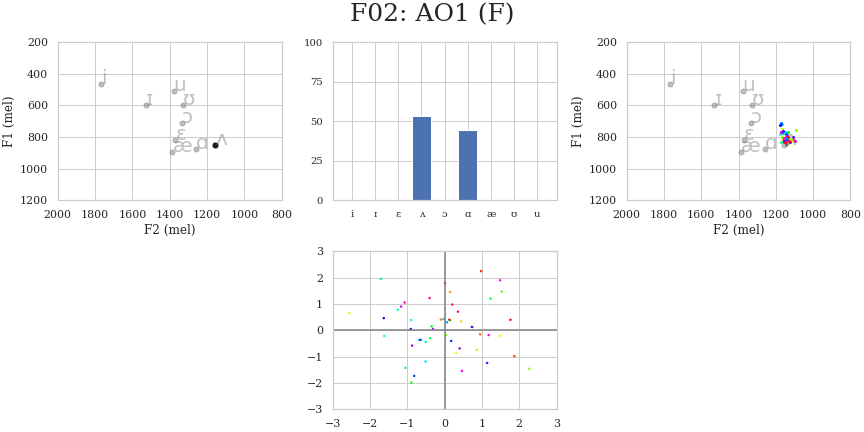 F02: AO1 (F)
200
400
600
800
1000
1200
F1 (mel)
2000 1800 1600 1400 1200 1000 800
F2 (mel)
i
ɪ
u
ʊ
ɔ
ɛ
æ
ɑ
ʌ
100
75
50
25
0
i ɪ ɛ ʌ ɔ ɑ æ ʊ u
200
400
600
800
1000
1200
F1 (mel)
2000 1800 1600 1400 1200 1000 800
F2 (mel)
i
ɪ
u
ʊ
ɔ
ɛ
æ
ɑ
3
2
1
0
−1
−2
−3
−3 −2 −1 0 1 2 3